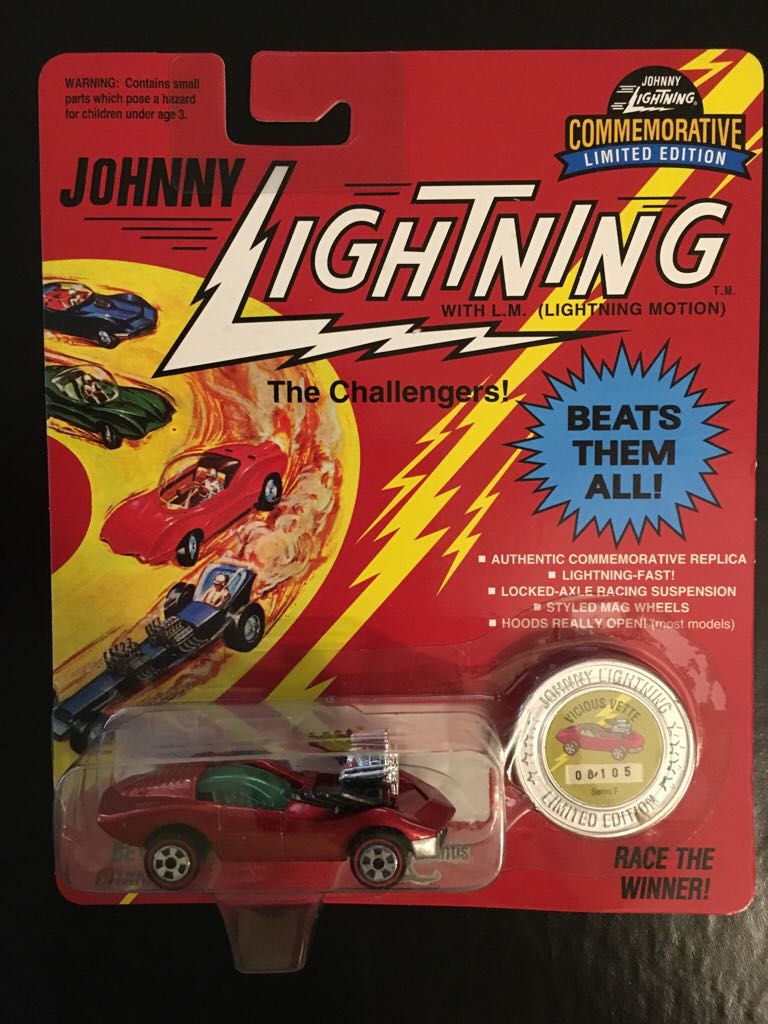 WARNING: Contains small
parts which pose a hazard
for children under age 3.
JOHNNY
LIGHTNING
COMMEMORATIVE
LIMITED EDITION
JOHNNY
LIGHTNING
T.M.
WITH L.M. (LIGHTNING MOTION)
The Challengers!
BEATS
THEM
ALL!
■ AUTHENTIC COMMEMORATIVE REPLICA
■ LIGHTNING-FAST!
■ LOCKED-AXLE RACING SUSPENSION
■ STYLED MAG WHEELS
■ HOODS REALLY OPEN! (most models)
JOHNNY LIGHTNING
VICIOUS VETTE
08105
Series F
LIMITED EDITION
RACE THE
WINNER!